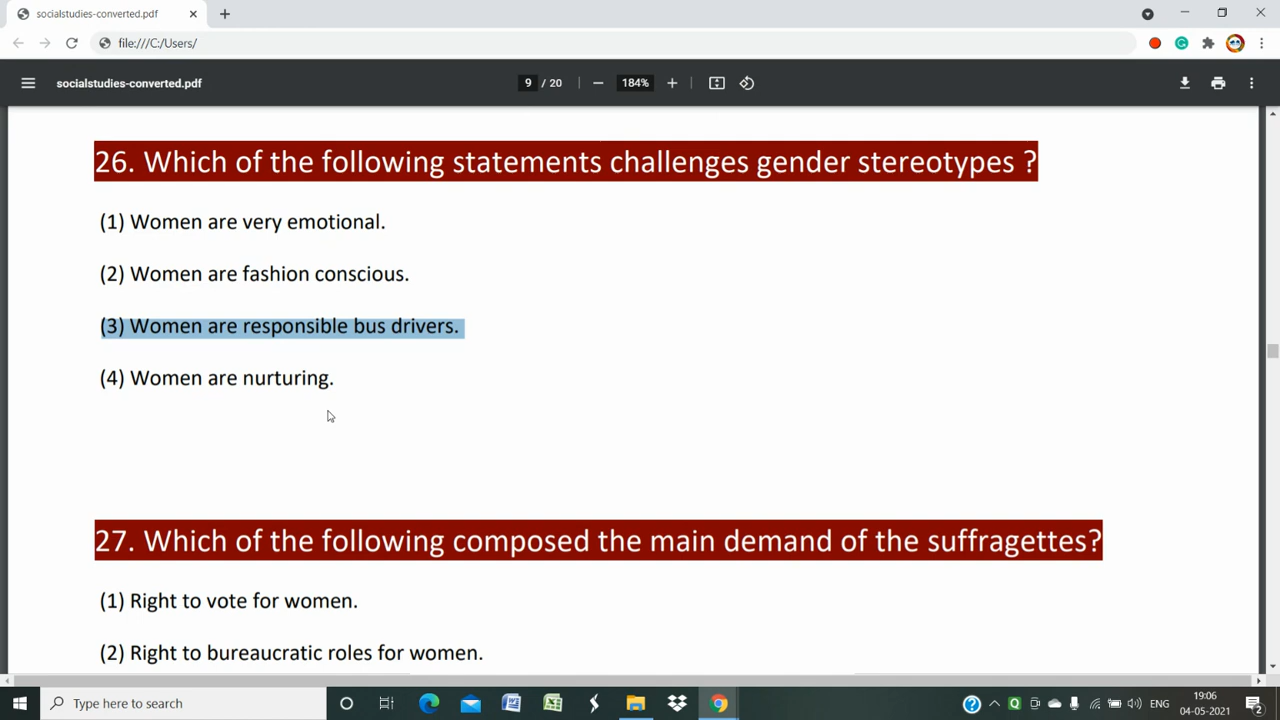 socialstudies-converted.pdf
file:///C:/Users/
socialstudies-converted.pdf
9 / 20
184%
26. Which of the following statements challenges gender stereotypes ?
(1) Women are very emotional.
(2) Women are fashion conscious.
(3) Women are responsible bus drivers.
(4) Women are nurturing.
27. Which of the following composed the main demand of the suffragettes?
(1) Right to vote for women.
(2) Right to bureaucratic roles for women.
Type here to search
ENG
19:06
04-05-2021
2